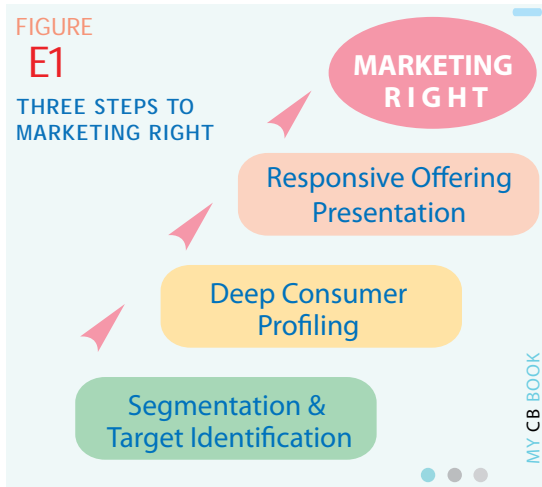 FIGURE
E1
THREE STEPS TO
MARKETING RIGHT
MARKETING
RIGHT
Responsive Offering
Presentation
Deep Consumer
Profiling
Segmentation &
Target Identification
MY CB BOOK